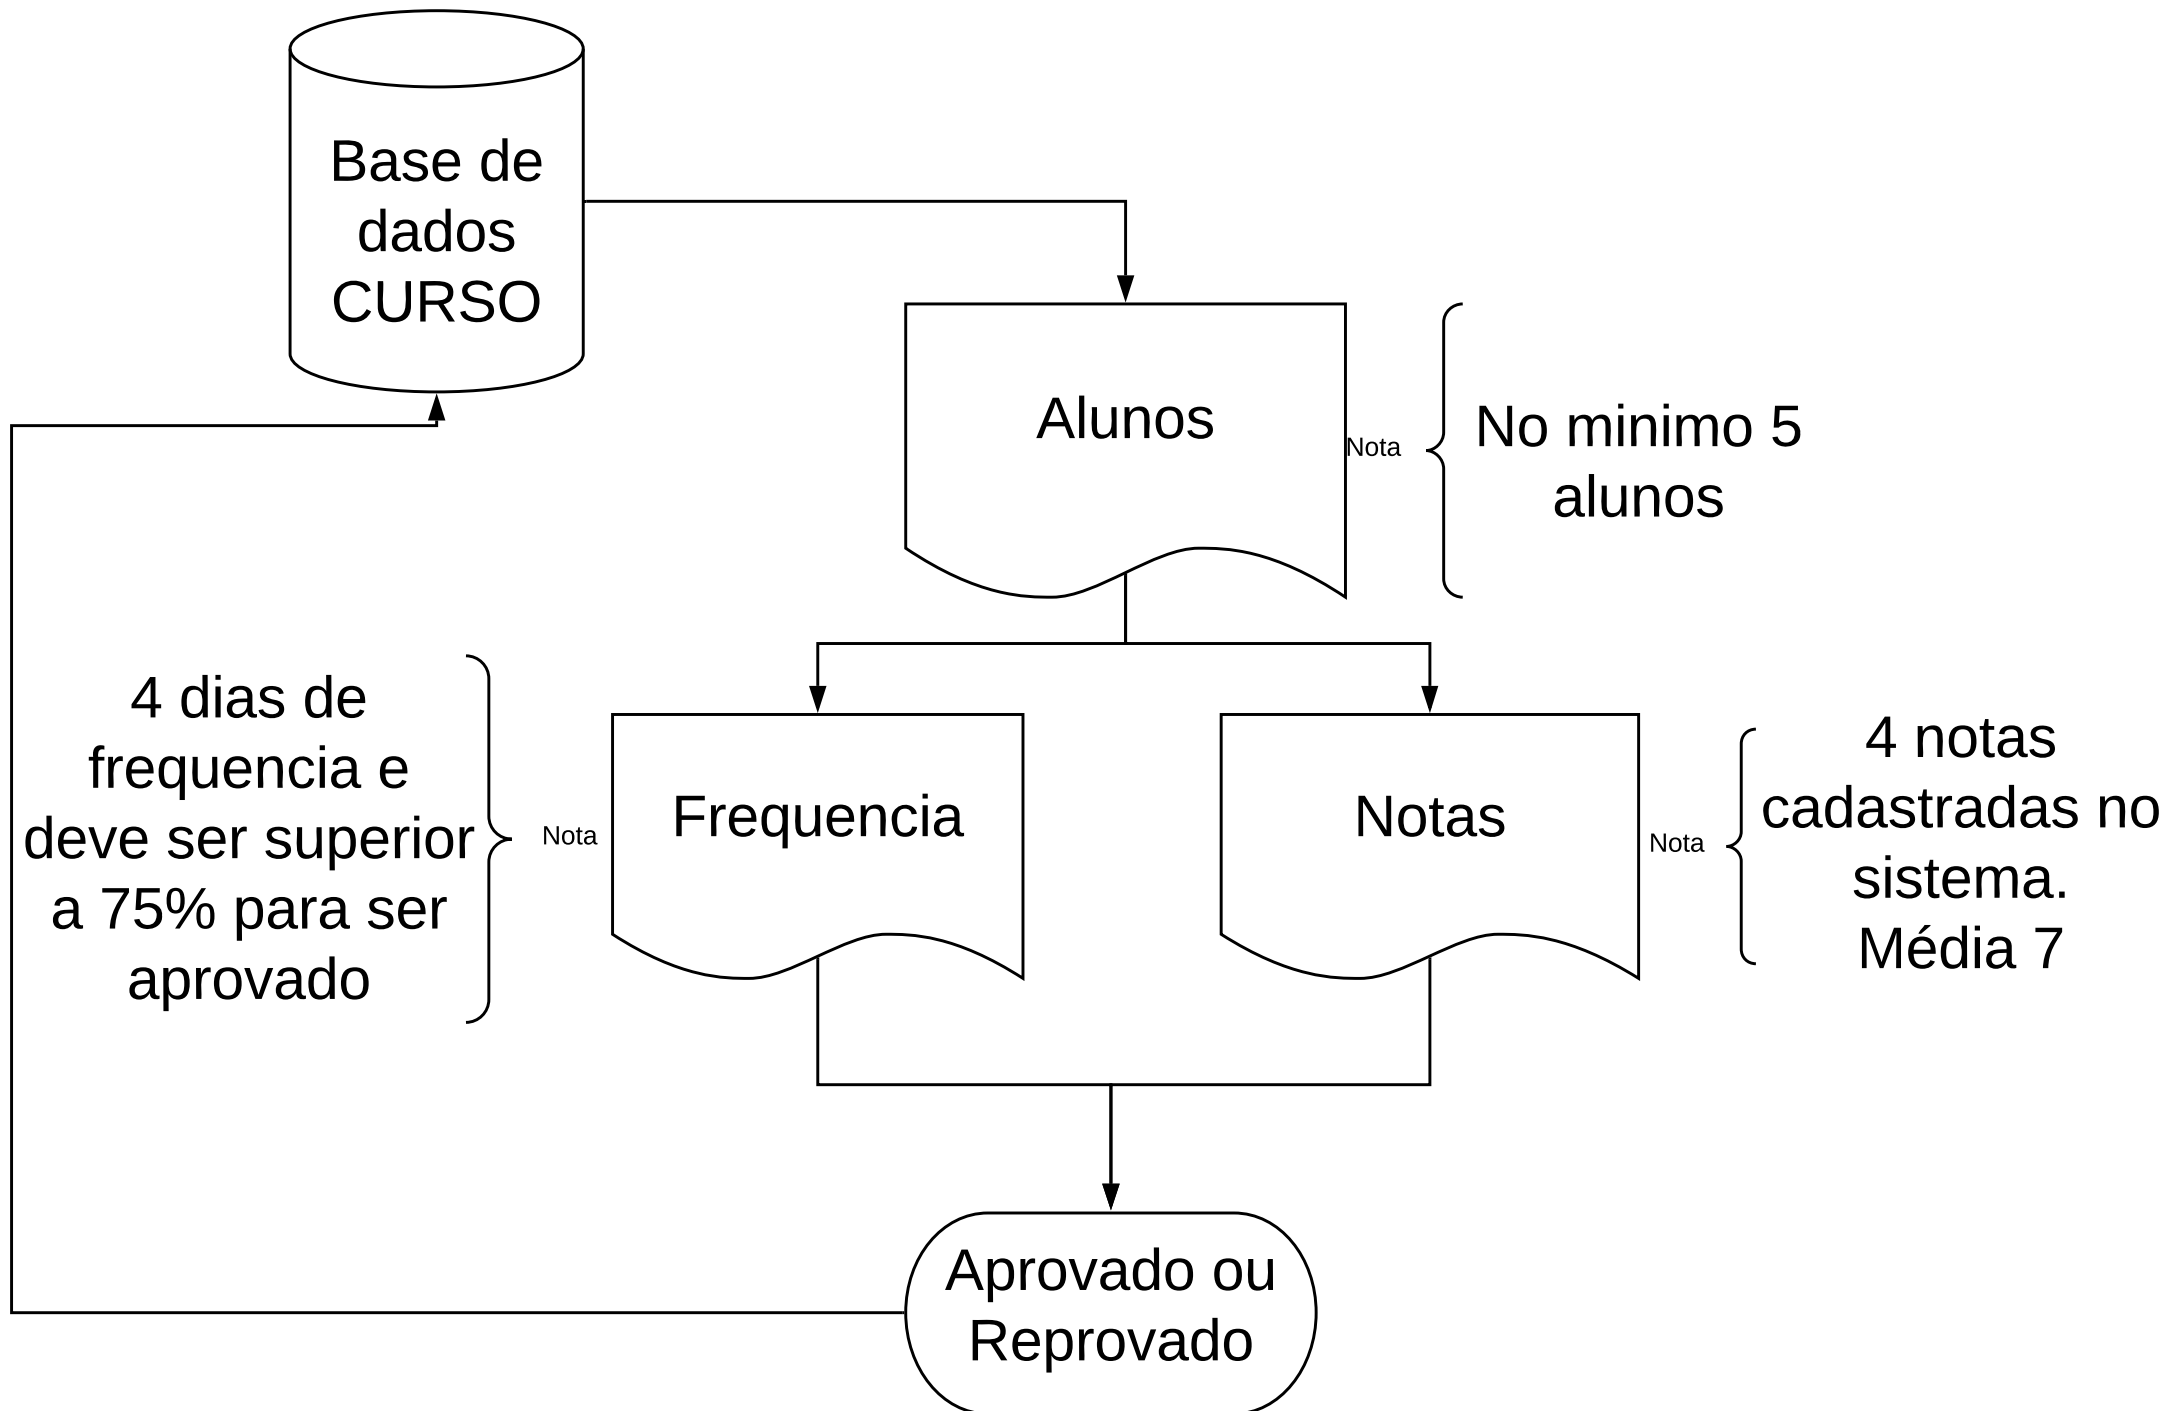 Base de
dados
CURSO
Alunos
Nota
No minimo 5
alunos
4 dias de
frequencia e
deve ser superior
a 75% para ser
aprovado
Nota
Frequencia
Notas
Nota
4 notas
cadastradas no
sistema.
Média 7
Aprovado ou
Reprovado